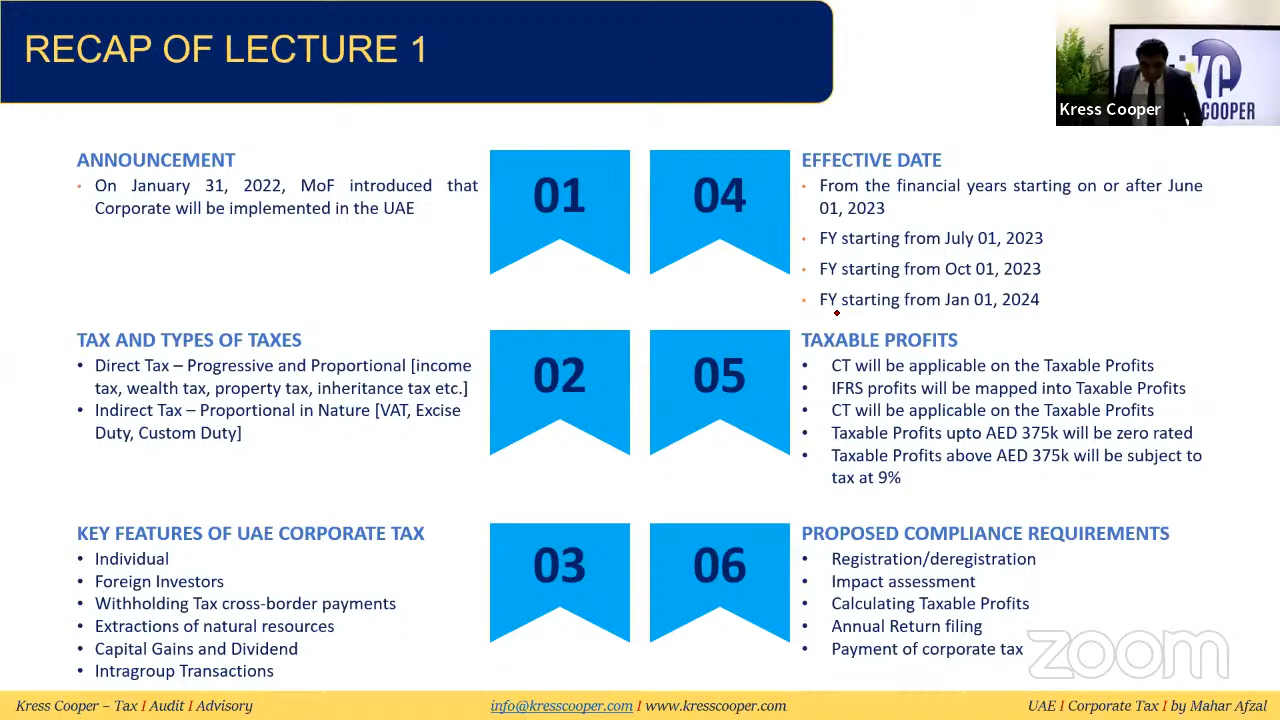 RECAP OF LECTURE 1
Kress Cooper
COOPER
ANNOUNCEMENT
• On January 31, 2022, MoF introduced that
Corporate will be implemented in the UAE
01
04
EFFECTIVE DATE
• From the financial years starting on or after June
01, 2023
• FY starting from July 01, 2023
• FY starting from Oct 01, 2023
• FY starting from Jan 01, 2024
TAX AND TYPES OF TAXES
• Direct Tax – Progressive and Proportional [income
tax, wealth tax, property tax, inheritance tax etc.]
• Indirect Tax – Proportional in Nature [VAT, Excise
Duty, Custom Duty]
02
05
TAXABLE PROFITS
• CT will be applicable on the Taxable Profits
• IFRS profits will be mapped into Taxable Profits
• CT will be applicable on the Taxable Profits
• Taxable Profits upto AED 375k will be zero rated
• Taxable Profits above AED 375k will be subject to
tax at 9%
KEY FEATURES OF UAE CORPORATE TAX
• Individual
• Foreign Investors
• Withholding Tax cross-border payments
• Extractions of natural resources
• Capital Gains and Dividend
• Intragroup Transactions
03
06
PROPOSED COMPLIANCE REQUIREMENTS
• Registration/deregistration
• Impact assessment
• Calculating Taxable Profits
• Annual Return filing
• Payment of corporate tax
zoom
Kress Cooper – Tax I Audit I Advisory
info@kresscooper.com I www.kresscooper.com
UAE I Corporate Tax I by Mahar Afzal